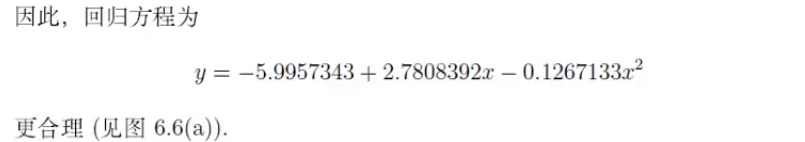 因此, 回归方程为
y = −5.9957343 + 2.7808392x − 0.1267133x²
更合理 (见图 6.6(a)).